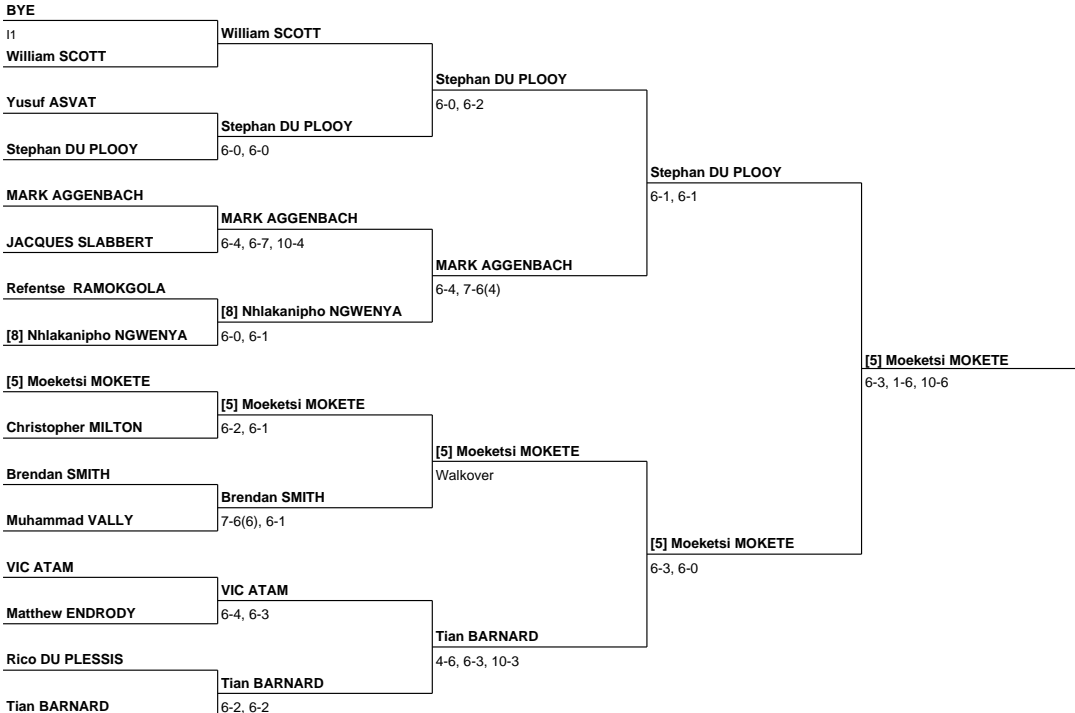 BYE
I1
William SCOTT
William SCOTT
Stephan DU PLOOY
6-0, 6-2
Yusuf ASVAT
Stephan DU PLOOY
Stephan DU PLOOY
6-0, 6-0
Stephan DU PLOOY
6-1, 6-1
MARK AGGENBACH
MARK AGGENBACH
JACQUES SLABBERT
6-4, 6-7, 10-4
MARK AGGENBACH
6-4, 7-6(4)
Refentse RAMOKGOLA
[8] Nhlakanipho NGWENYA
[8] Nhlakanipho NGWENYA
6-0, 6-1
[5] Moeketsi MOKETE
6-3, 1-6, 10-6
[5] Moeketsi MOKETE
[5] Moeketsi MOKETE
Christopher MILTON
6-2, 6-1
[5] Moeketsi MOKETE
Walkover
Brendan SMITH
Brendan SMITH
Muhammad VALLY
7-6(6), 6-1
[5] Moeketsi MOKETE
6-3, 6-0
VIC ATAM
VIC ATAM
Matthew ENDRODY
6-4, 6-3
Tian BARNARD
4-6, 6-3, 10-3
Rico DU PLESSIS
Tian BARNARD
Tian BARNARD
6-2, 6-2